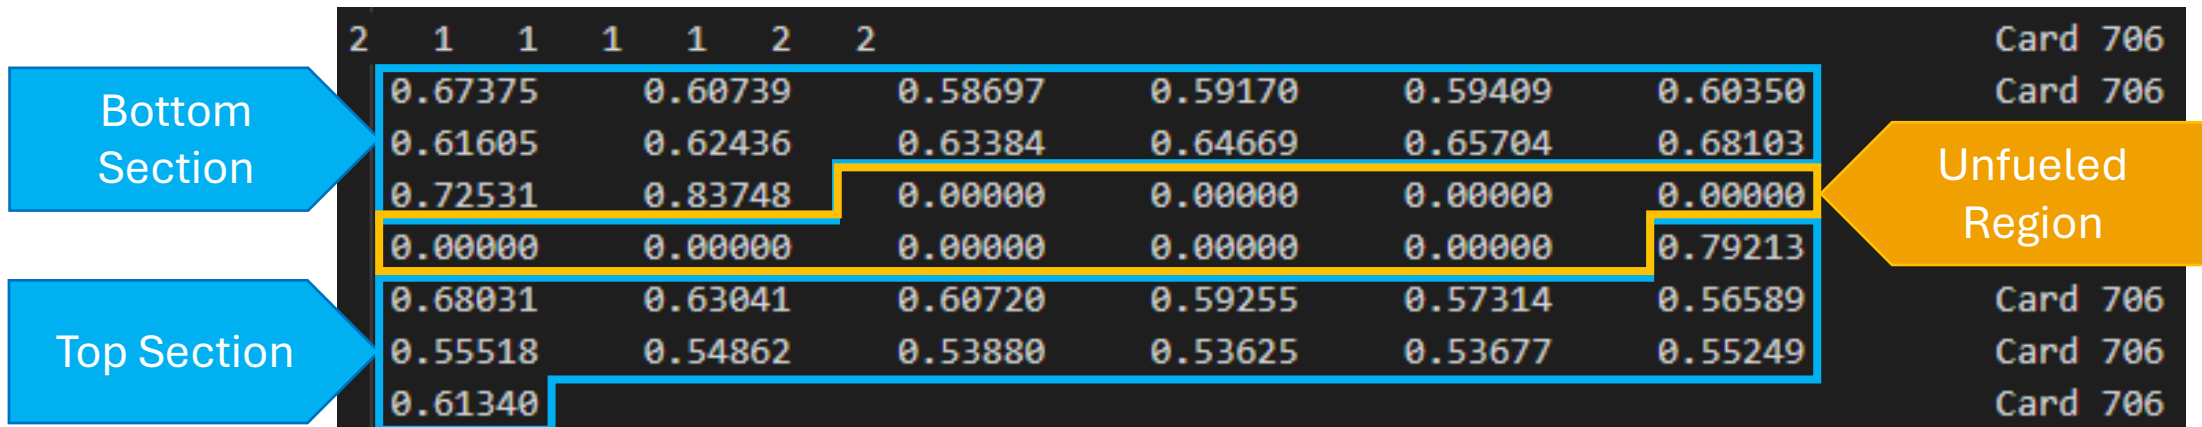 2 1 1 1 1 2 2 Card 706
0.67375 0.60739 0.58697 0.59170 0.59409 0.60350 Card 706
Bottom
Section
0.61605 0.62436 0.63384 0.64669 0.65704 0.68103
0.72531 0.83748 0.00000 0.00000 0.00000 0.00000
Unfueled
Region
0.00000 0.00000 0.00000 0.00000 0.00000 0.79213
0.68031 0.63041 0.60720 0.59255 0.57314 0.56589 Card 706
Top Section
0.55518 0.54862 0.53880 0.53625 0.53677 0.55249 Card 706
0.61340 Card 706